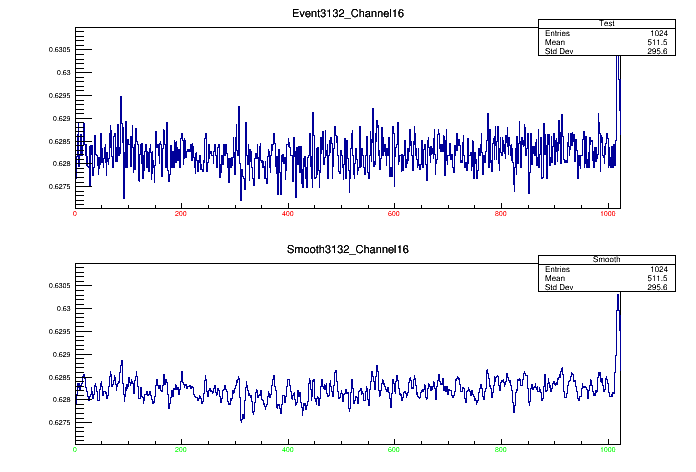 Event3132_Channel16
Test
Entries 1024
Mean 511.5
Std Dev 295.6
0.6305
0.63
0.6295
0.629
0.6285
0.628
0.6275
0 200 400 600 800 1000
Smooth3132_Channel16
Smooth
Entries 1024
Mean 511.5
Std Dev 295.6
0.6305
0.63
0.6295
0.629
0.6285
0.628
0.6275
0 200 400 600 800 1000